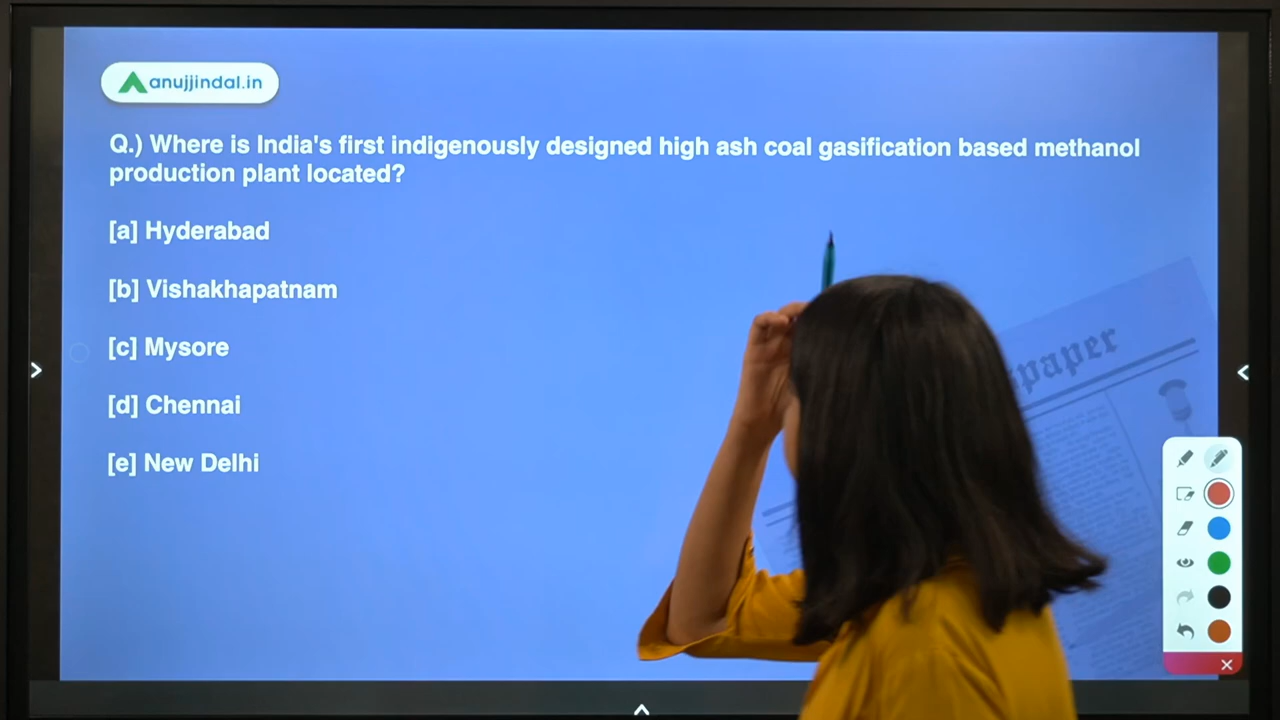 anujjindal.in
Q.) Where is India's first indigenously designed high ash coal gasification based methanol
production plant located?
[a] Hyderabad
[b] Vishakhapatnam
[c] Mysore
[d] Chennai
[e] New Delhi